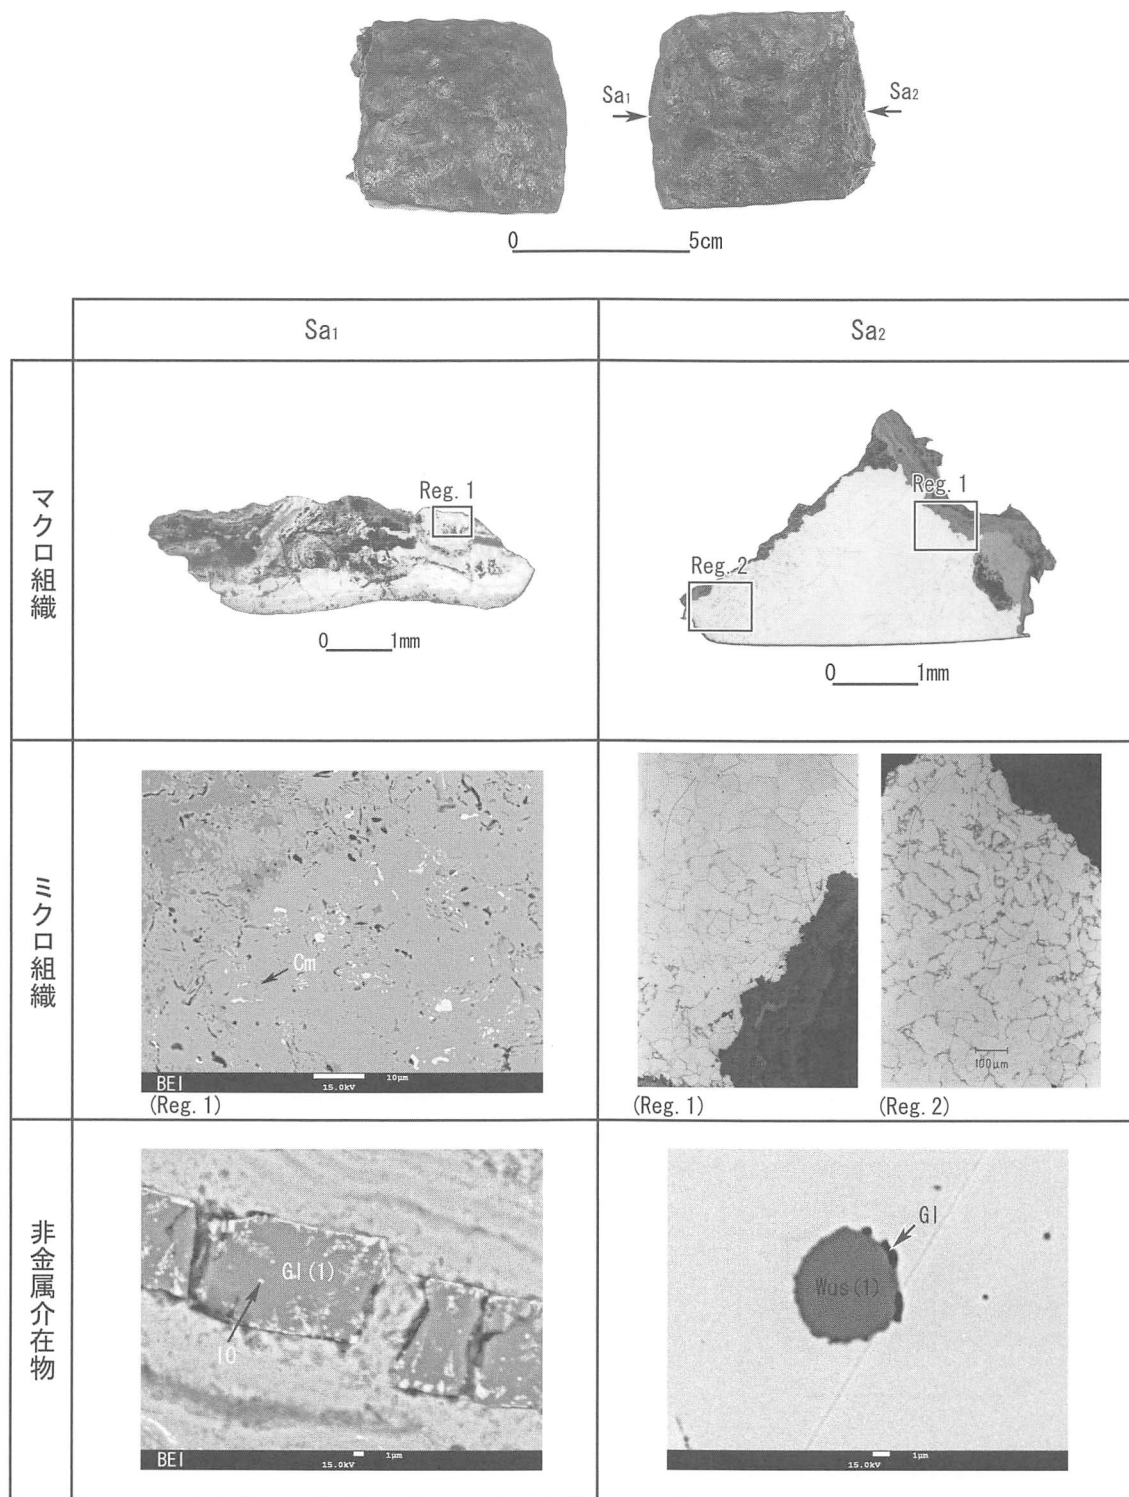 Sa1
Sa2
0 5cm
Sa1
Sa2
マクロ組織
Reg. 1
0 1mm
Reg. 1
Reg. 2
0 1mm
ミクロ組織
Cm
BEI 15.0kV 10μm
(Reg. 1)
(Reg. 1)
100μm
(Reg. 2)
非金属介在物
Gl(1)
IO
BEI 15.0kV 1μm
Gl
Wus(1)
15.0kV 1μm